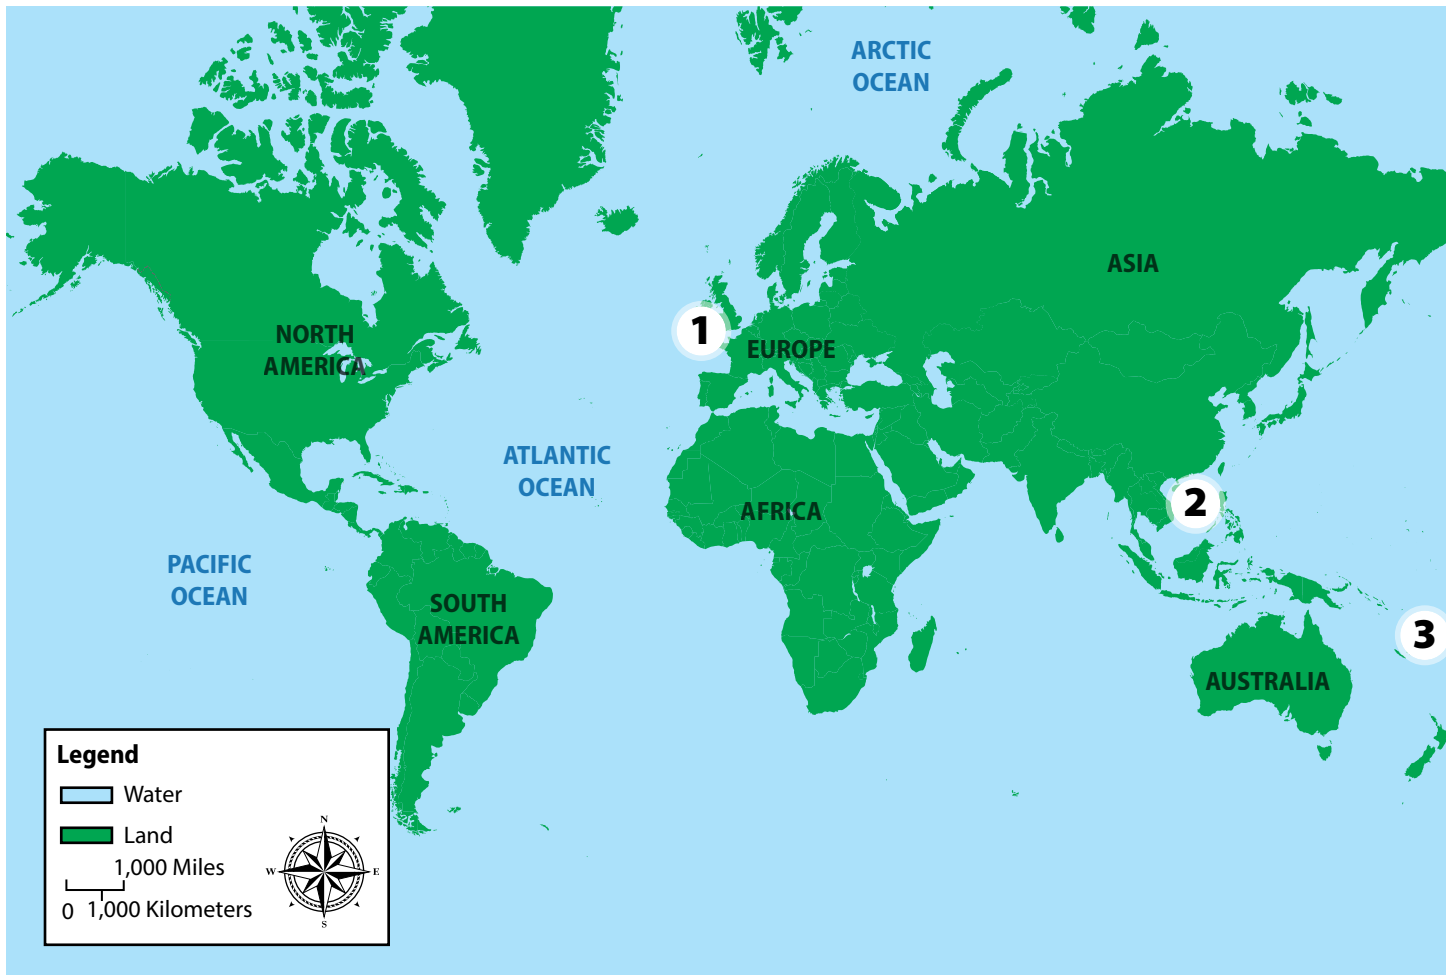 ARCTIC
OCEAN
ASIA
NORTH
AMERICA
1
EUROPE
ATLANTIC
OCEAN
2
AFRICA
PACIFIC
OCEAN
SOUTH
AMERICA
3
AUSTRALIA
Legend
Water
Land
1,000 Miles
0 1,000 Kilometers
N
W E
S